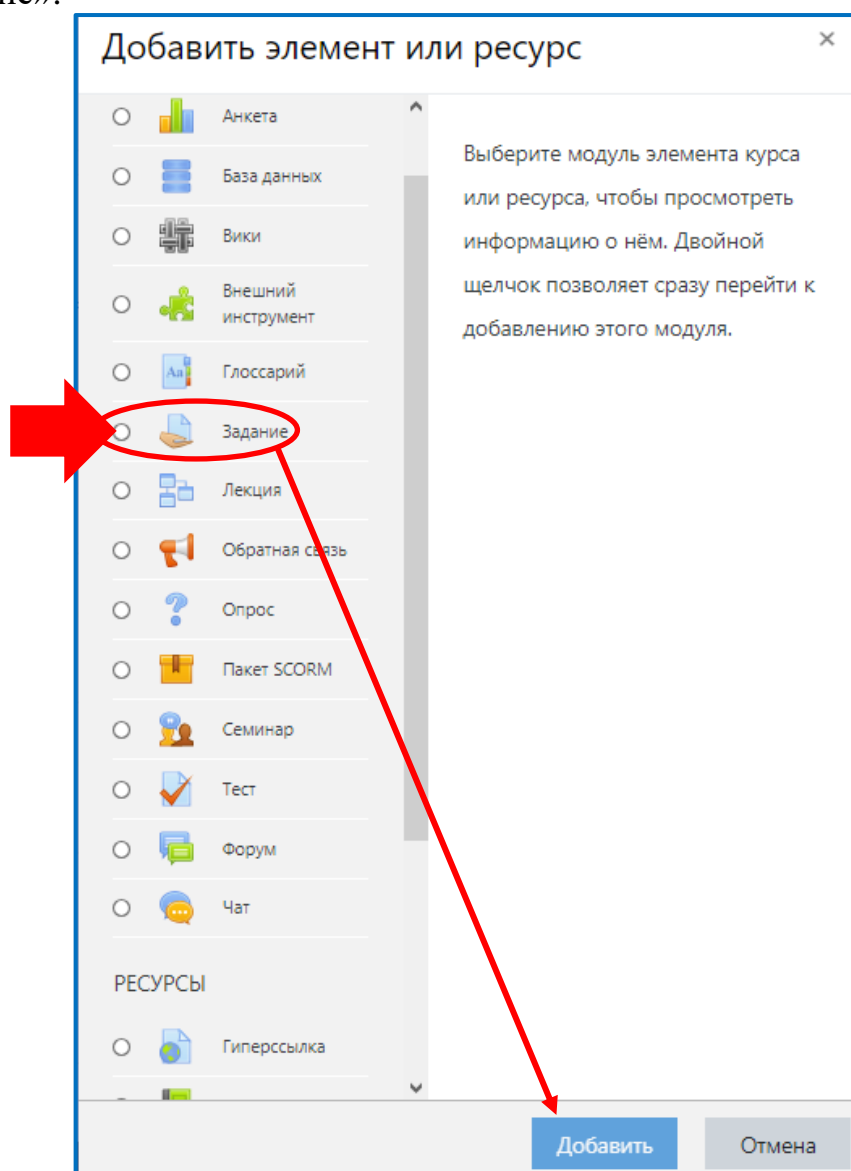 Добавить элемент или ресурс
×
Анкета
База данных
Вики
Внешний
инструмент
Глоссарий
Задание
Лекция
Обратная связь
Опрос
Пакет SCORM
Семинар
Тест
Форум
Чат
РЕСУРСЫ
Гиперссылка
Выберите модуль элемента курса
или ресурса, чтобы просмотреть
информацию о нём. Двойной
щелчок позволяет сразу перейти к
добавлению этого модуля.
Добавить
Отмена